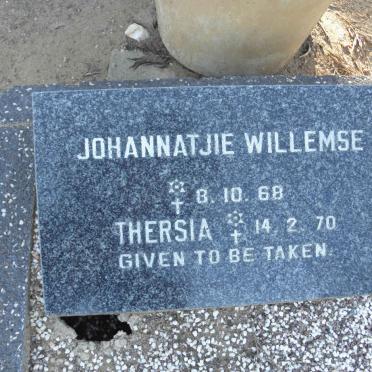 JOHANNATJIE WILLEMSE
✡✝ 8. 10. 68
THERSIA ✡✝ 14. 2. 70
GIVEN TO BE TAKEN.